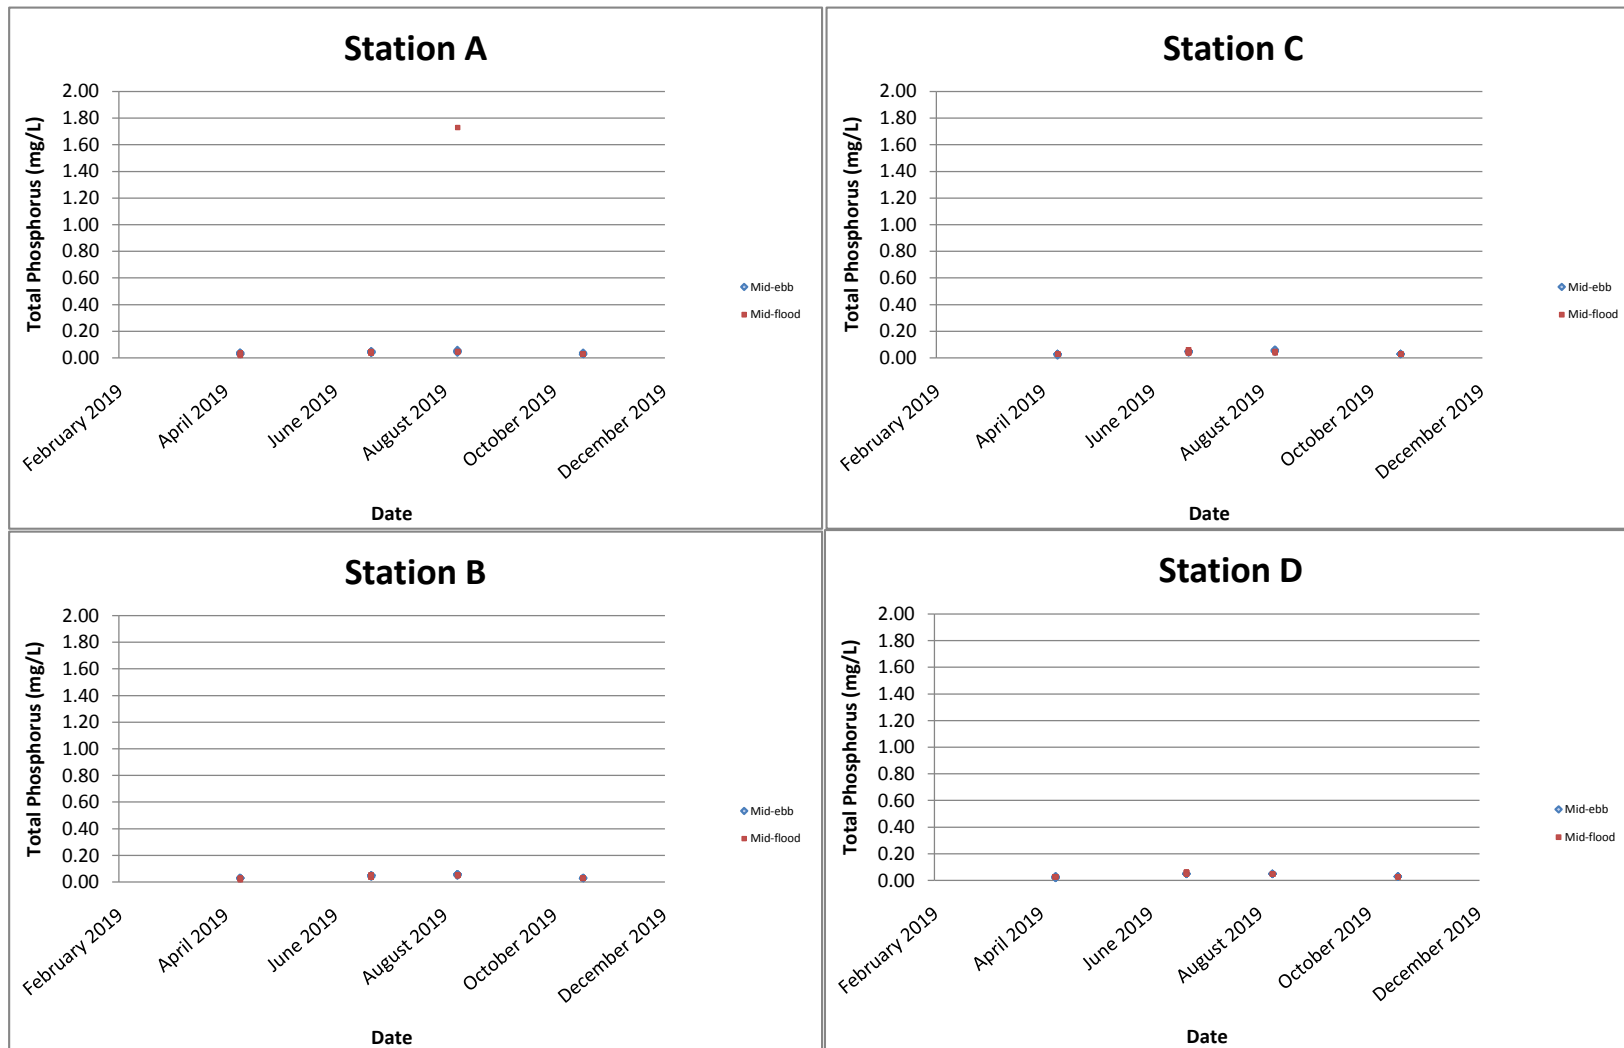 Station A
Total Phosphorus (mg/L)
2.00
1.80
1.60
1.40
1.20
1.00
0.80
0.60
0.40
0.20
0.00
February 2019
April 2019
June 2019
August 2019
October 2019
December 2019
Date
Mid-ebb
Mid-flood
Station C
Total Phosphorus (mg/L)
2.00
1.80
1.60
1.40
1.20
1.00
0.80
0.60
0.40
0.20
0.00
February 2019
April 2019
June 2019
August 2019
October 2019
December 2019
Date
Mid-ebb
Mid-flood
Station B
Total Phosphorus (mg/L)
2.00
1.80
1.60
1.40
1.20
1.00
0.80
0.60
0.40
0.20
0.00
February 2019
April 2019
June 2019
August 2019
October 2019
December 2019
Date
Mid-ebb
Mid-flood
Station D
Total Phosphorus (mg/L)
2.00
1.80
1.60
1.40
1.20
1.00
0.80
0.60
0.40
0.20
0.00
February 2019
April 2019
June 2019
August 2019
October 2019
December 2019
Date
Mid-ebb
Mid-flood